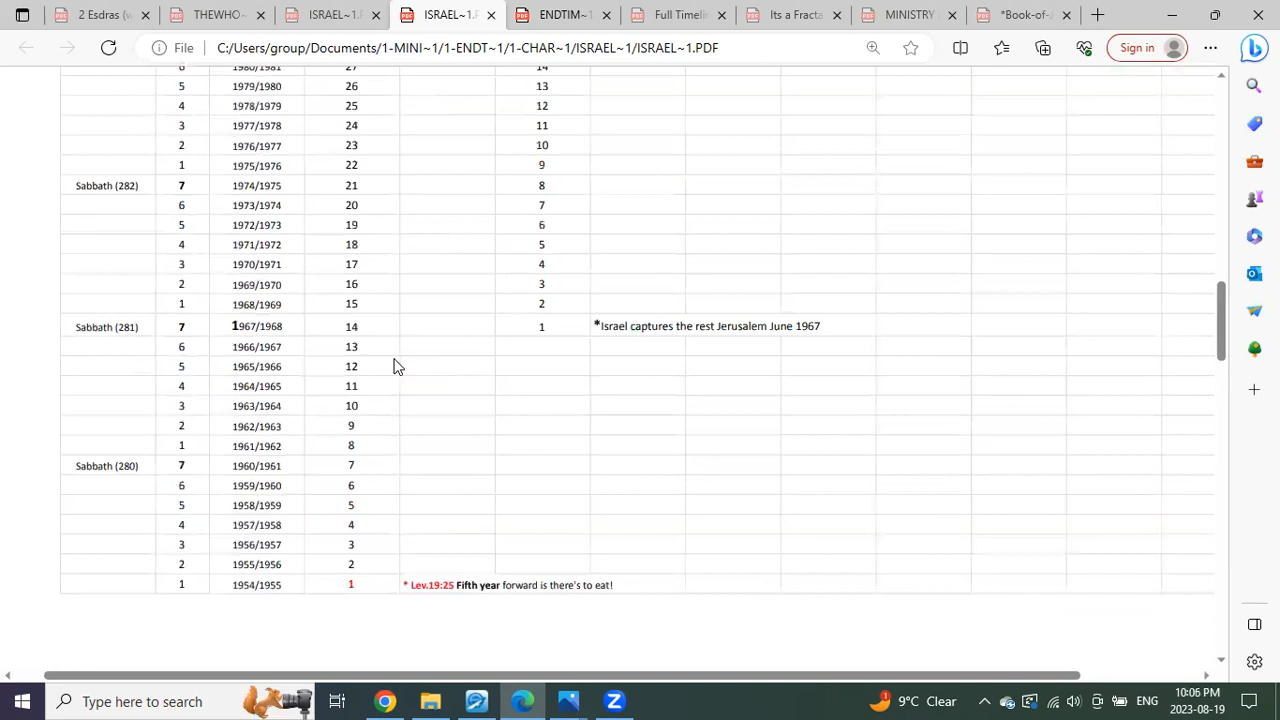 2 Esdras (w
THEWHO~
ISRAEL~1.F
ISRAEL~1.P
ENDTIM~
Full Timelin
Its a Fracta
MINISTRY
*Book-of-J
File
C:/Users/group/Documents/1-MINI~1/1-ENDT~1/1-CHAR~1/ISRAEL~1/ISRAEL~1.PDF
Sign in
6 1980/1981 27 14
5 1979/1980 26 13
4 1978/1979 25 12
3 1977/1978 24 11
2 1976/1977 23 10
1 1975/1976 22 9
Sabbath (282) 7 1974/1975 21 8
6 1973/1974 20 7
5 1972/1973 19 6
4 1971/1972 18 5
3 1970/1971 17 4
2 1969/1970 16 3
1 1968/1969 15 2
Sabbath (281) 7 1967/1968 14 1 *Israel captures the rest Jerusalem June 1967
6 1966/1967 13
5 1965/1966 12
4 1964/1965 11
3 1963/1964 10
2 1962/1963 9
1 1961/1962 8
Sabbath (280) 7 1960/1961 7
6 1959/1960 6
5 1958/1959 5
4 1957/1958 4
3 1956/1957 3
2 1955/1956 2
1 1954/1955 1 * Lev.19:25 Fifth year forward is there's to eat!
Type here to search
9°C Clear
ENG
10:06 PM
2023-08-19